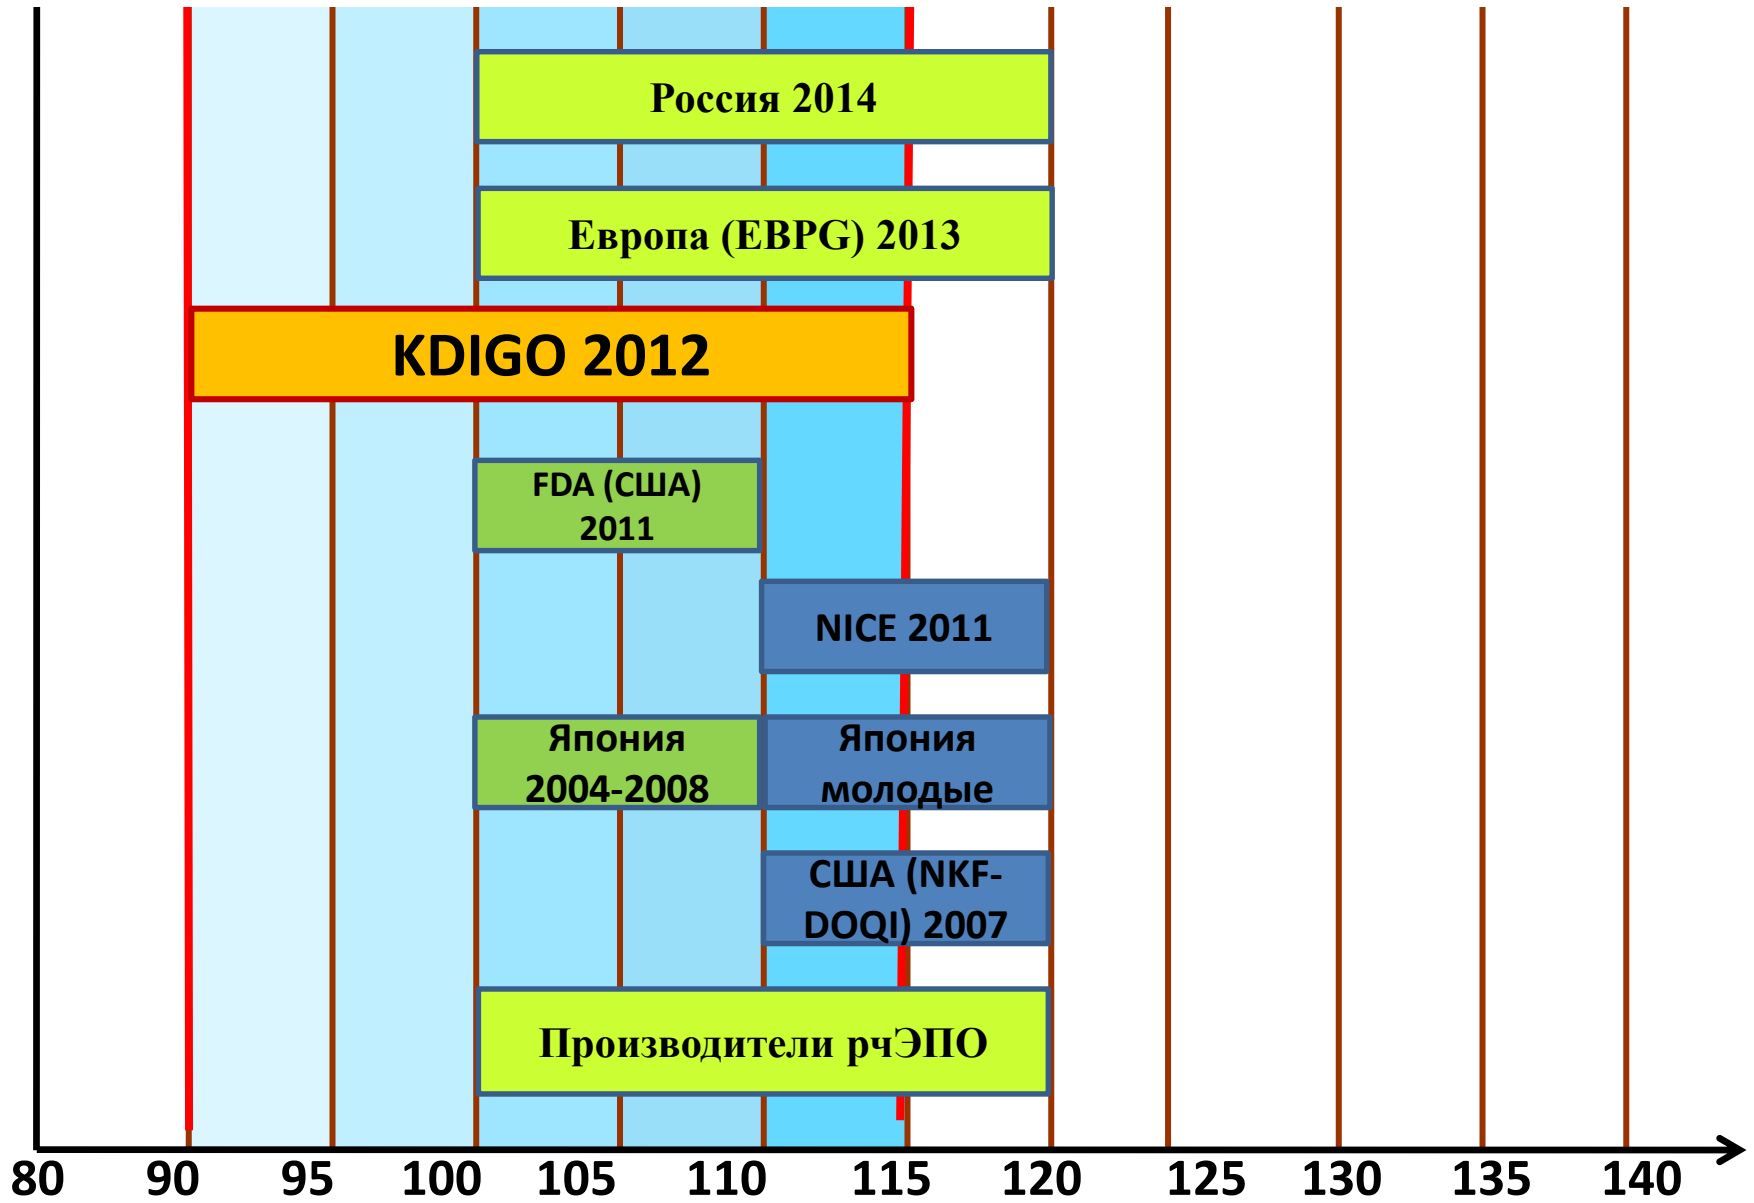 Россия 2014
Европа (EBPG) 2013
KDIGO 2012
FDA (США)
2011
NICE 2011
Япония
2004-2008
Япония
молодые
США (NKF-
DOQI) 2007
Производители рчЭПО
80 90 95 100 105 110 115 120 125 130 135 140